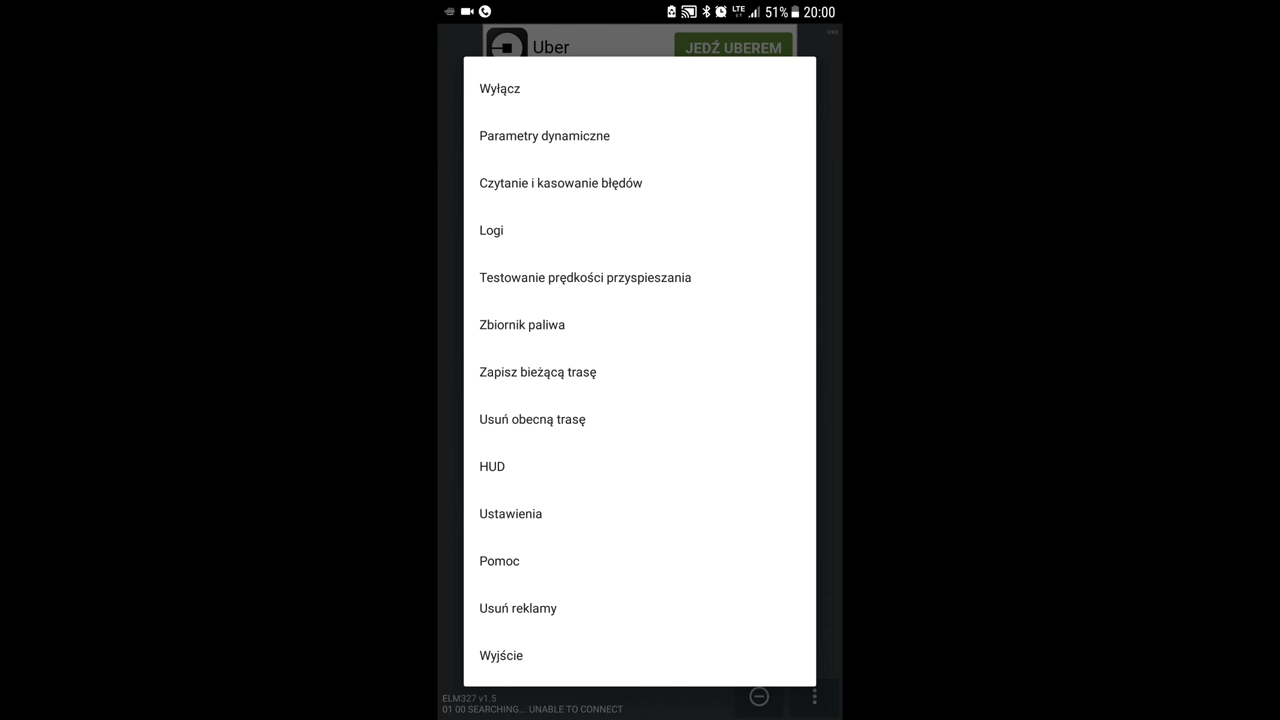 LTE 51% 20:00
Uber JEDŹ UBEREM
Wyłącz
Parametry dynamiczne
Czytanie i kasowanie błędów
Logi
Testowanie prędkości przyspieszania
Zbiornik paliwa
Zapisz bieżącą trasę
Usuń obecną trasę
HUD
Ustawienia
Pomoc
Usuń reklamy
Wyjście
ELM327 v1.5
01 00 SEARCHING... UNABLE TO CONNECT